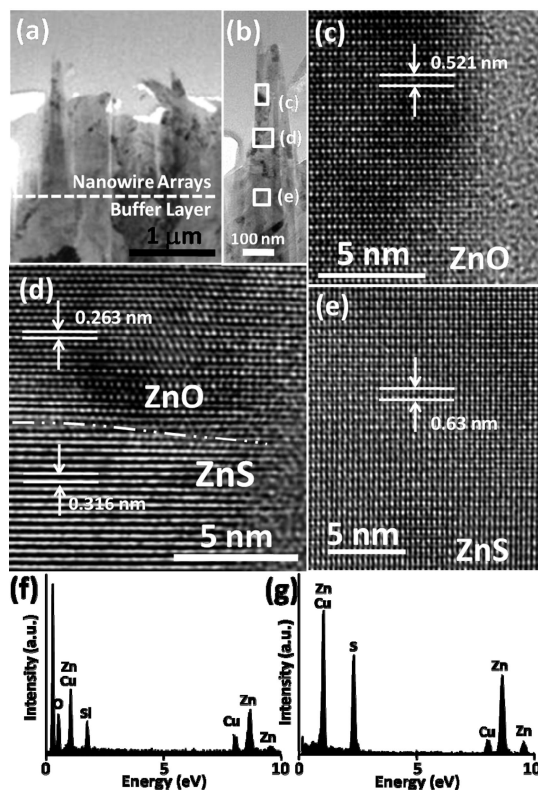 (a)
Nanowire Arrays
Buffer Layer
1 μm
(b)
(c)
(d)
(e)
100 nm
(c)
0.521 nm
5 nm
ZnO
(d)
0.263 nm
ZnO
ZnS
0.316 nm
5 nm
(e)
0.63 nm
5 nm
ZnS
(f)
Intensity (a.u.)
O
Zn
Cu
Si
Cu
Zn
Zn
0
10
Energy (eV)
(g)
Intensity (a.u.)
Zn
Cu
S
Cu
Zn
Zn
0
10
Energy (eV)